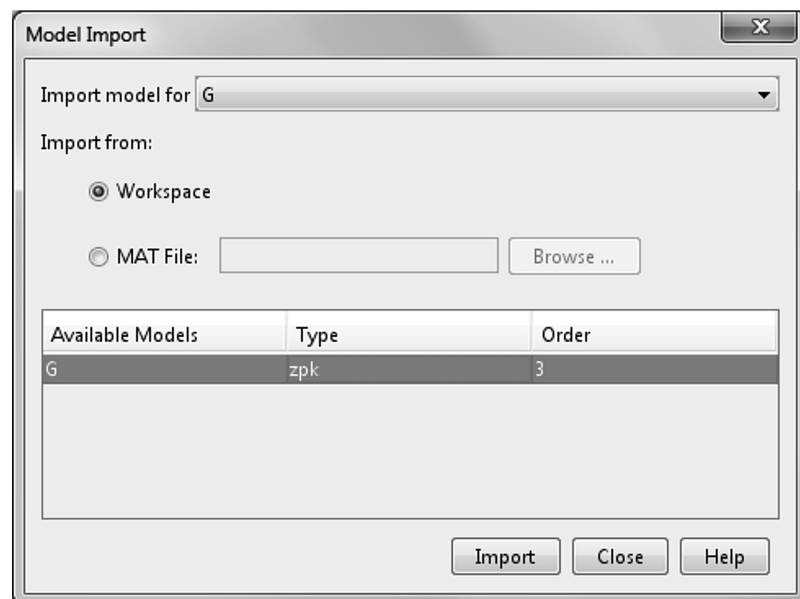 Model Import
X
Import model for G
Import from:
Workspace
MAT File: Browse ...
Available Models Type Order
G zpk 3
Import Close Help